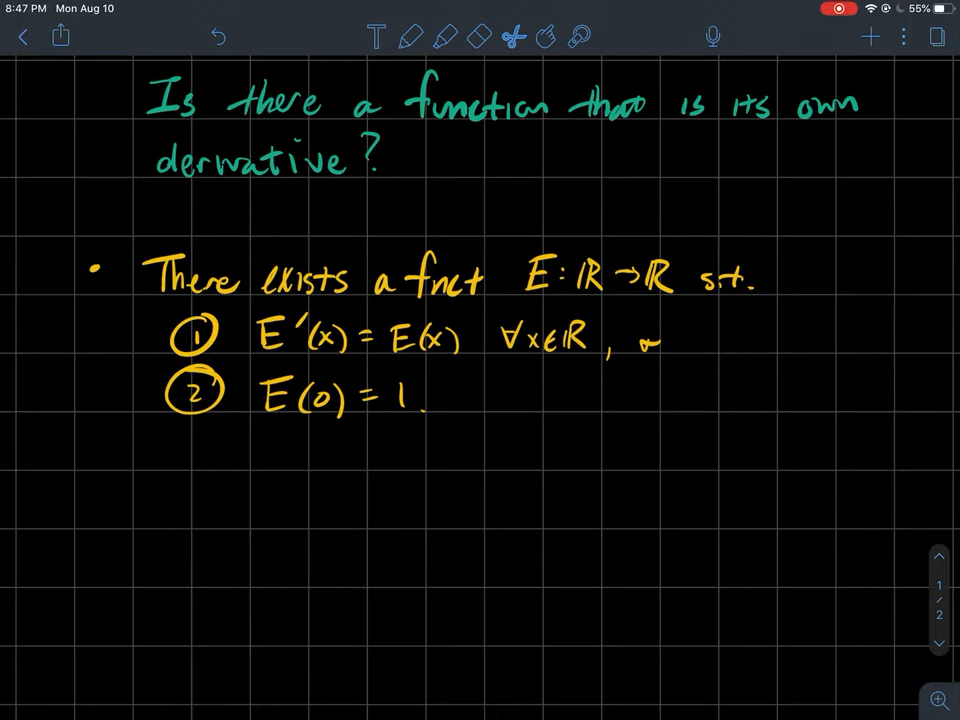 8:47 PM Mon Aug 10 55%
Is there a function that is its own
derivative?
• There exists a fnct E: ℝ → ℝ s.t.
① E'(x) = E(x) ∀x∈ℝ,
② E(0) = 1.
1
/
2